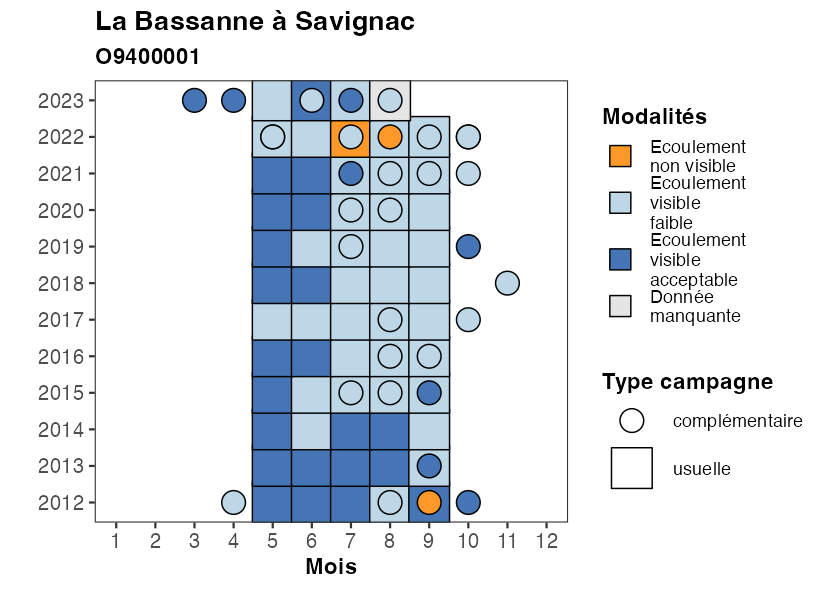 La Bassanne à Savignac
O9400001
2023
2022
2021
2020
2019
2018
2017
2016
2015
2014
2013
2012
1 2 3 4 5 6 7 8 9 10 11 12
Mois
Modalités
Ecoulement
non visible
Ecoulement
visible
faible
Ecoulement
visible
acceptable
Donnée
manquante
Type campagne
complémentaire
usuelle